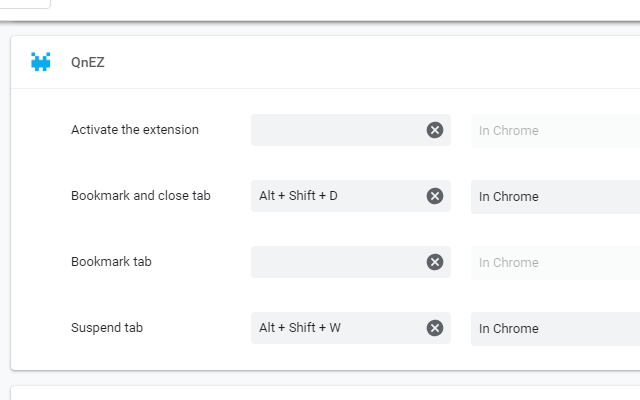 QnEZ
Activate the extension In Chrome
Bookmark and close tab Alt + Shift + D In Chrome
Bookmark tab In Chrome
Suspend tab Alt + Shift + W In Chrome